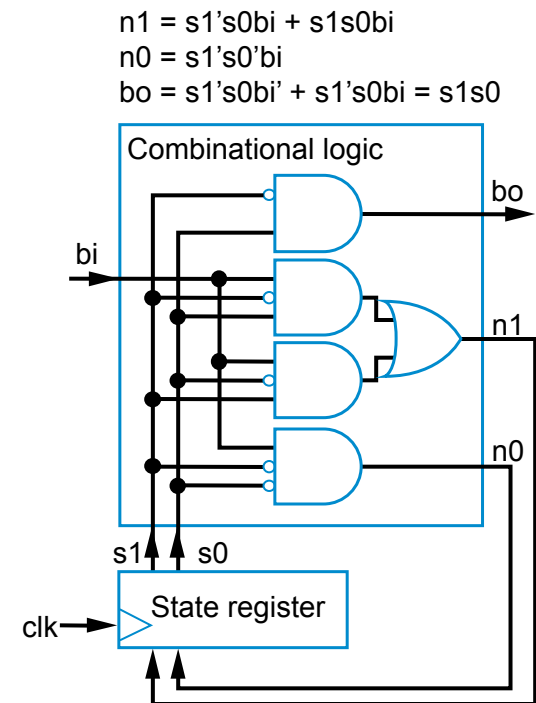 n1 = s1’s0bi + s1s0bi
n0 = s1’s0’bi
bo = s1’s0bi’ + s1’s0bi = s1s0
Combinational logic
bo
bi
n1
n0
s1 s0
State register
clk